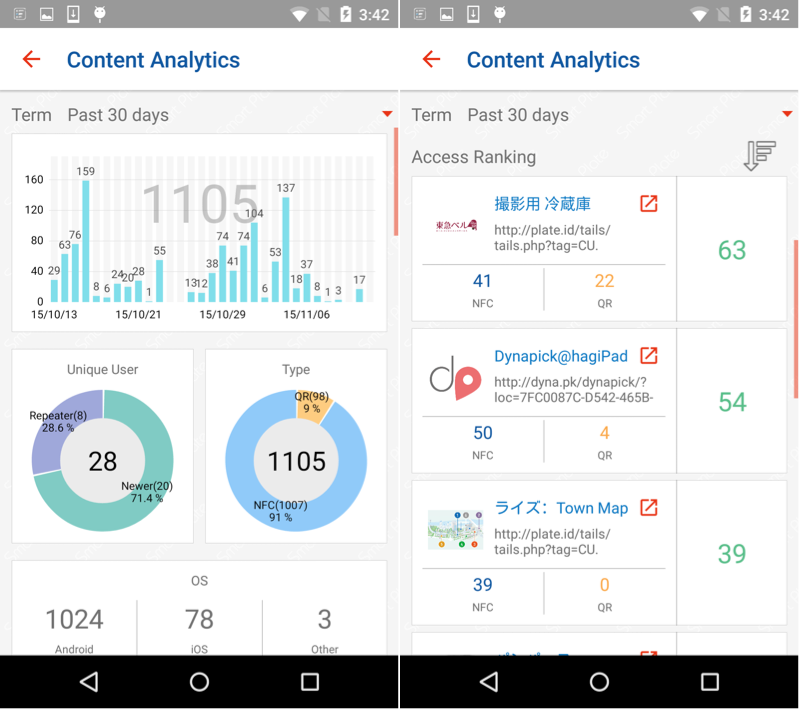 3:42
Content Analytics
Term Past 30 days
1105
160
120
80
40
0
29
63
76
159
8
6
24
20
28
1
55
13
12
38
74
41
74
104
6
53
137
18
37
8
1
3
17
15/10/13 15/10/21 15/10/29 15/11/06
Unique User
Repeater(8)
28.6 %
28
Newer(20)
71.4 %
Type
QR(98)
9 %
1105
NFC(1007)
91 %
OS
1024 78 3
Android iOS Other
3:42
Content Analytics
Term Past 30 days
Access Ranking
東急ベル
撮影用 冷蔵庫
http://plate.id/tails/
tails.php?tag=CU.
63
41 22
NFC QR
Dynapick@hagiPad
http://dyna.pk/dynapick/?
loc=7FC0087C-D542-465B-
54
50 4
NFC QR
ライズ：Town Map
http://plate.id/tails/
tails.php?tag=CU.
39
39 0
NFC QR